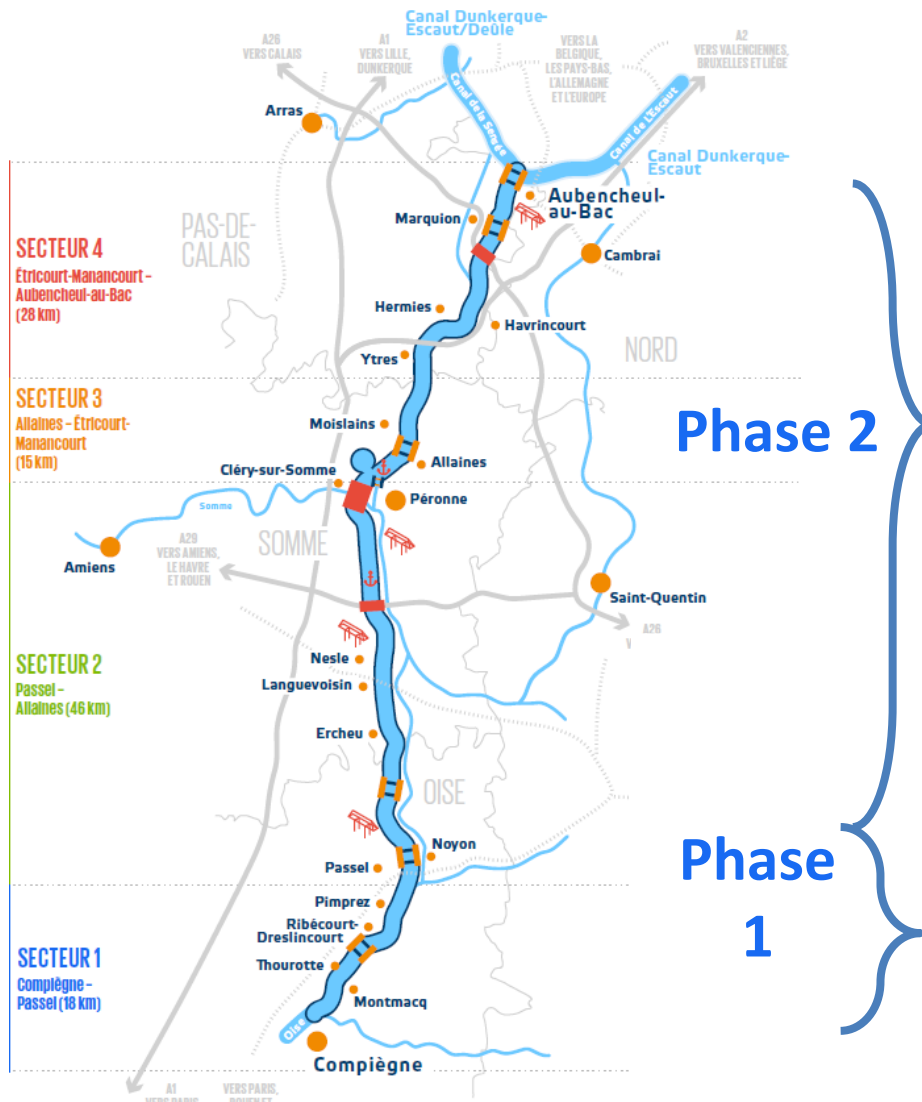 Canal Dunkerque-
Escaut/Deûle
A26
VERS CALAIS
A1
VERS LILLE,
DUNKERQUE
VERS LA
BELGIQUE,
LES PAYS-BAS,
L'ALLEMAGNE
ET L'EUROPE
A2
VERS VALENCIENNES,
BRUXELLES ET LIÈGE
Arras
Canal de la Sensée
Canal de L'Escaut
Canal Dunkerque-
Escaut
Aubencheul-
au-Bac
Marquion
PAS-DE-
CALAIS
Cambrai
SECTEUR 4
Étricourt-Manancourt –
Aubencheul-au-Bac
(28 km)
Hermies
Havrincourt
NORD
Ytres
SECTEUR 3
Allaines – Étricourt-
Manancourt
(15 km)
Moislains
Phase 2
Allaines
Cléry-sur-Somme
Péronne
Somme
SOMME
A29
VERS AMIENS,
LE HAVRE
ET ROUEN
Amiens
Saint-Quentin
A26
V
Nesle
SECTEUR 2
Passel –
Allaines (46 km)
Languevoisin
Ercheu
OISE
Noyon
Phase
1
Passel
Pimprez
Ribécourt-
Dreslincourt
SECTEUR 1
Compiègne –
Passel (18 km)
Thourotte
Montmacq
Oise
Compiègne
A1
VERS PARIS
VERS PARIS,
ROUEN ET